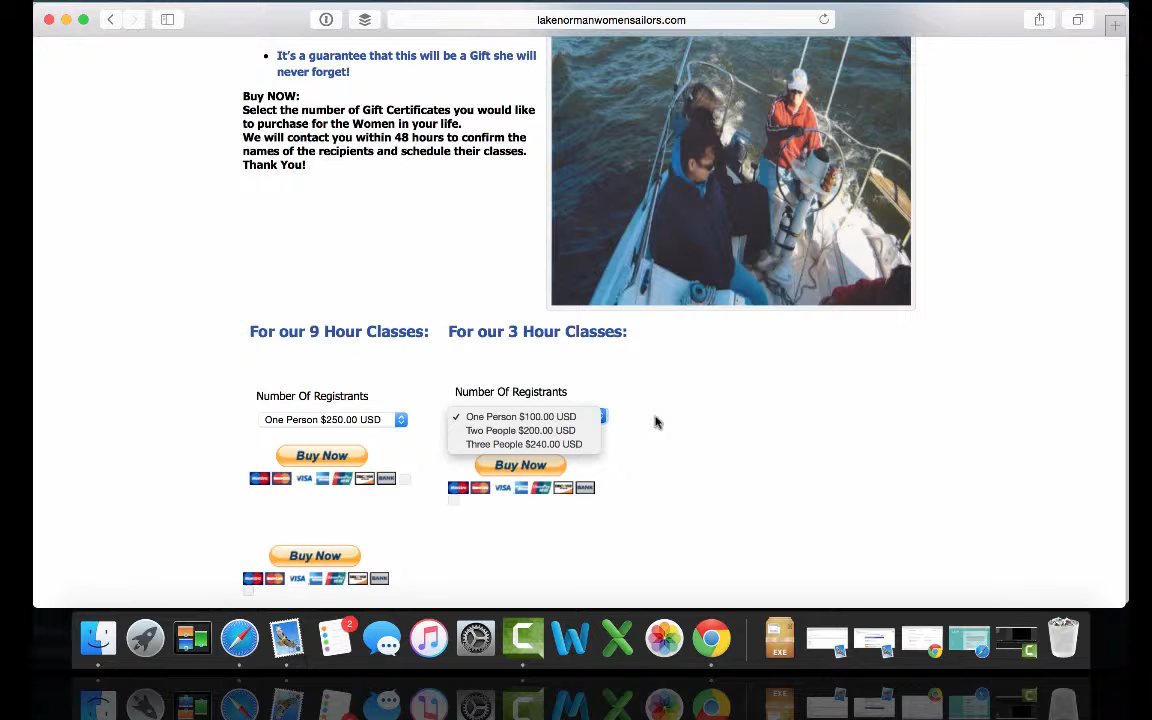 lakenormanwomensailors.com
It's a guarantee that this will be a Gift she will
never forget!
Buy NOW:
Select the number of Gift Certificates you would like
to purchase for the Women in your life.
We will contact you within 48 hours to confirm the
names of the recipients and schedule their classes.
Thank You!
For our 9 Hour Classes:
For our 3 Hour Classes:
Number Of Registrants
One Person $250.00 USD
Buy Now
VISA
BANK
Number Of Registrants
✓ One Person $100.00 USD
Two People $200.00 USD
Three People $240.00 USD
Buy Now
VISA
BANK
Buy Now
VISA
BANK
2
EXE